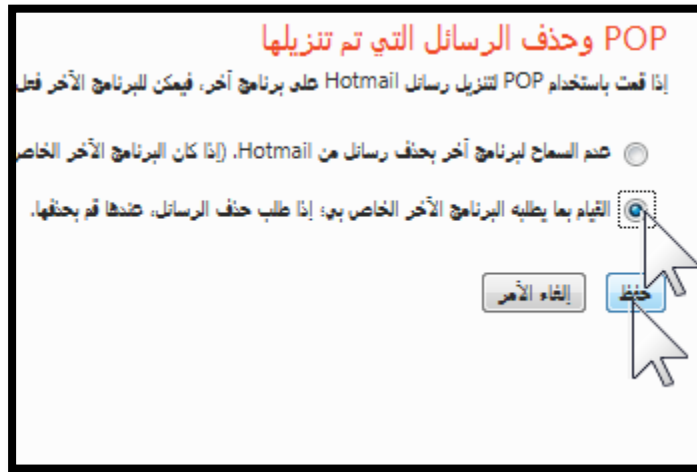 POP وحذف الرسائل التي تم تنزيلها
إذا قمت باستخدام POP لتنزيل رسائل Hotmail على برنامج آخر، فيمكن للبرنامج الآخر فعل
عدم السماح لبرنامج آخر بحذف رسائل من Hotmail. (إذا كان البرنامج الآخر الخاص
القيام بما يطلبه البرنامج الآخر الخاص بي؛ إذا طلب حذف الرسائل، عندها قم بحذفها.
حفظ إلغاء الأمر